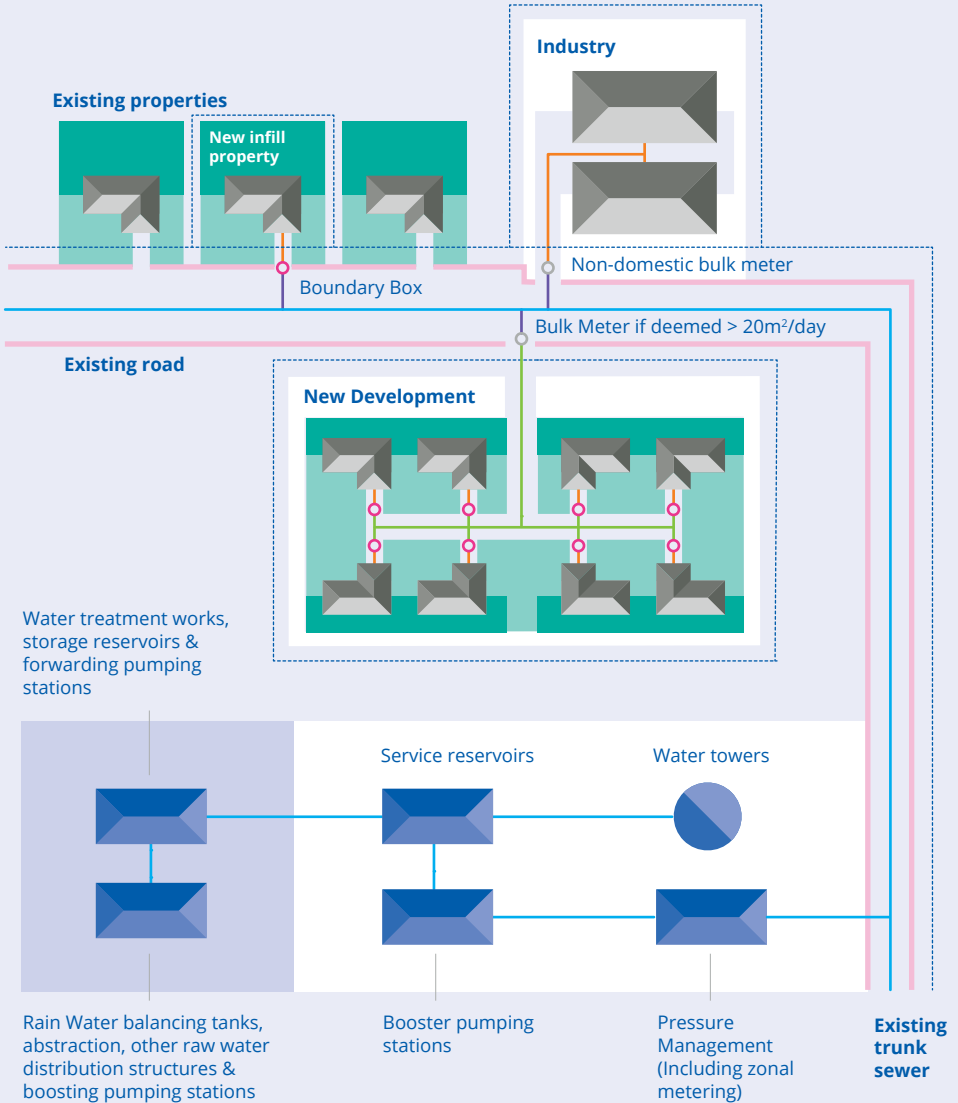 Industry
Existing properties
New infill
property
Non-domestic bulk meter
Boundary Box
Bulk Meter if deemed > 20m²/day
Existing road
New Development
Water treatment works,
storage reservoirs &
forwarding pumping
stations
Service reservoirs
Water towers
Rain Water balancing tanks,
abstraction, other raw water
distribution structures &
boosting pumping stations
Booster pumping
stations
Pressure
Management
(Including zonal
metering)
Existing
trunk
sewer